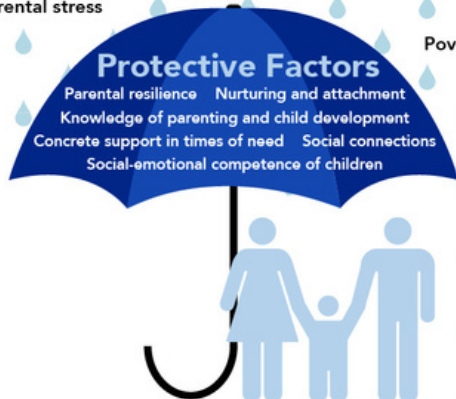 rental stress
Pov
Protective Factors
Parental resilience Nurturing and attachment
Knowledge of parenting and child development
Concrete support in times of need Social connections
Social-emotional competence of children